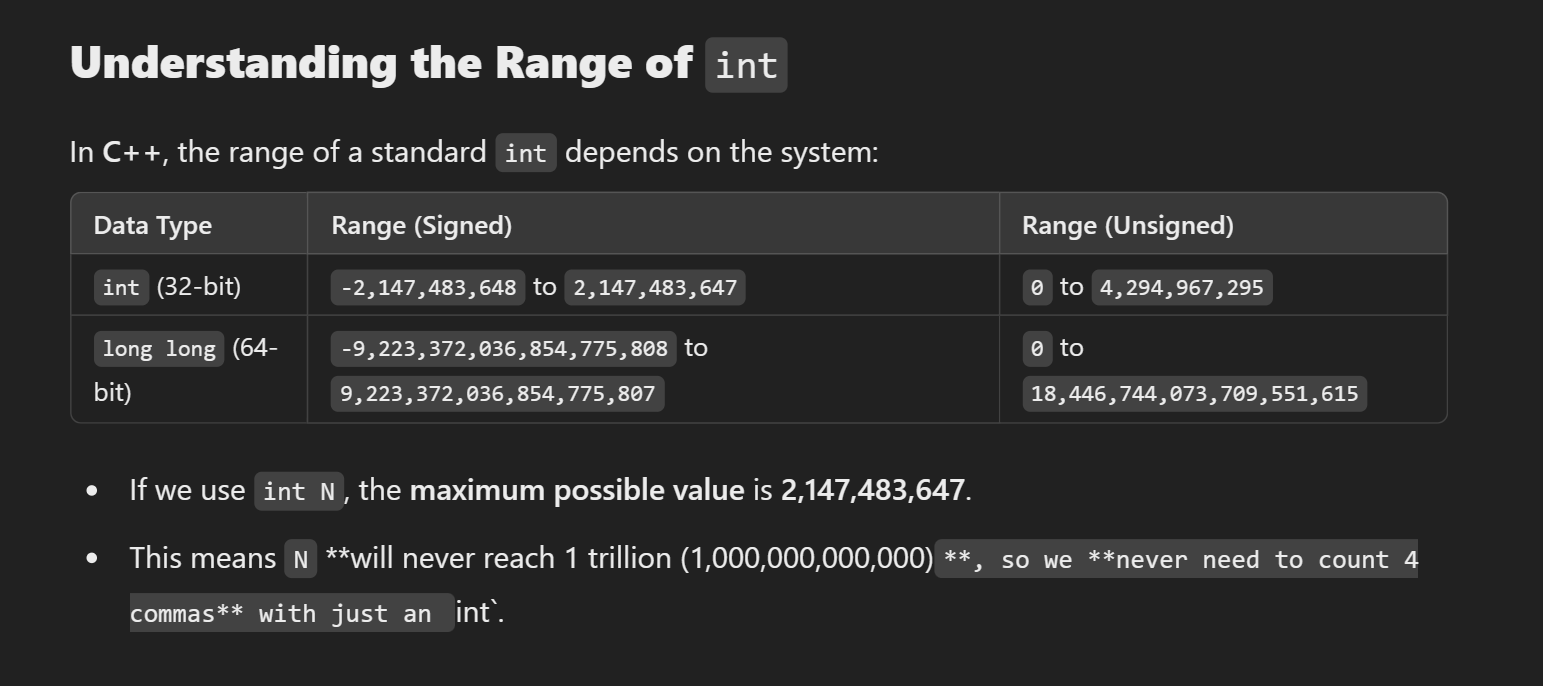 Understanding the Range of int
In C++, the range of a standard int depends on the system:
Data Type Range (Signed) Range (Unsigned)
int (32-bit) -2,147,483,648 to 2,147,483,647 0 to 4,294,967,295
long long (64- -9,223,372,036,854,775,808 to 0 to
bit) 9,223,372,036,854,775,807 18,446,744,073,709,551,615
• If we use int N, the maximum possible value is 2,147,483,647.
• This means N **will never reach 1 trillion (1,000,000,000,000)**, so we **never need to count 4
commas** with just an int`.